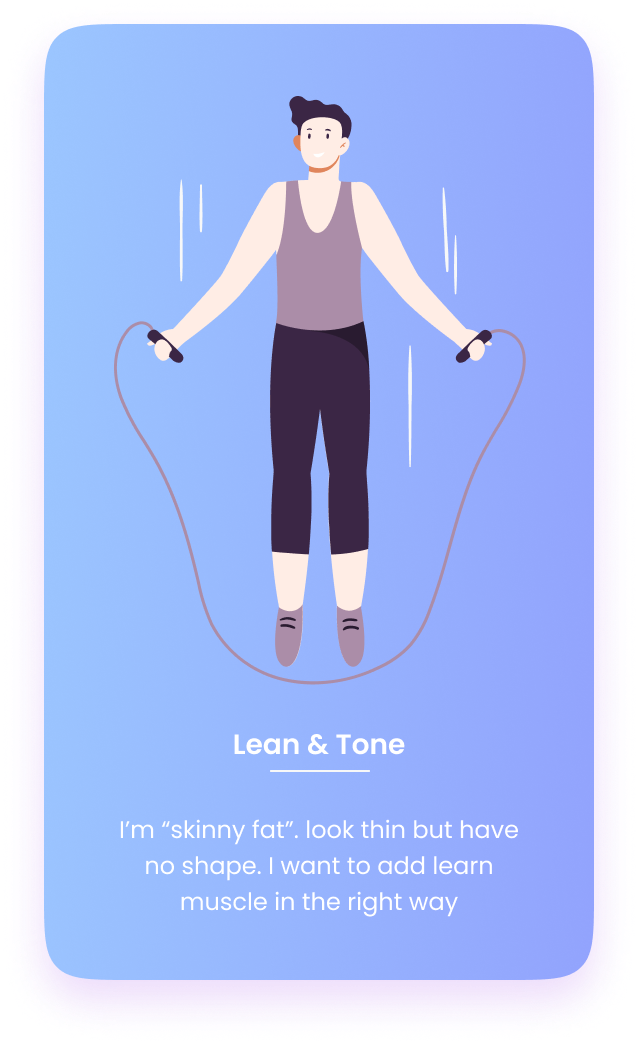 Lean & Tone
I’m “skinny fat”. look thin but have
no shape. I want to add learn
muscle in the right way